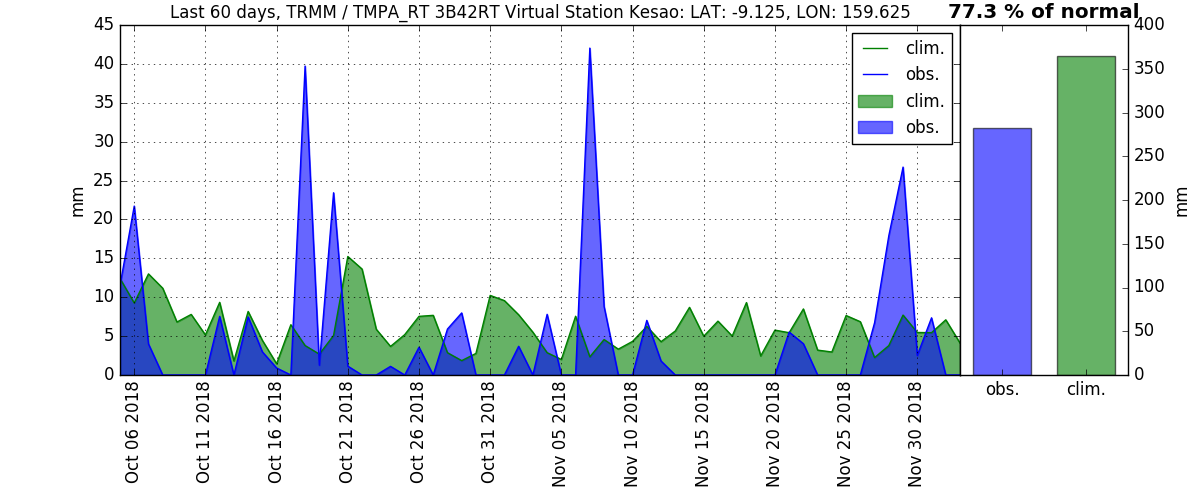 Last 60 days, TRMM / TMPA_RT 3B42RT Virtual Station Kesao: LAT: -9.125, LON: 159.625
77.3 % of normal
45
40
35
30
25
20
15
10
5
0
mm
clim.
obs.
clim.
obs.
400
350
300
250
200
150
100
50
0
mm
Oct 06 2018
Oct 11 2018
Oct 16 2018
Oct 21 2018
Oct 26 2018
Oct 31 2018
Nov 05 2018
Nov 10 2018
Nov 15 2018
Nov 20 2018
Nov 25 2018
Nov 30 2018
obs.
clim.